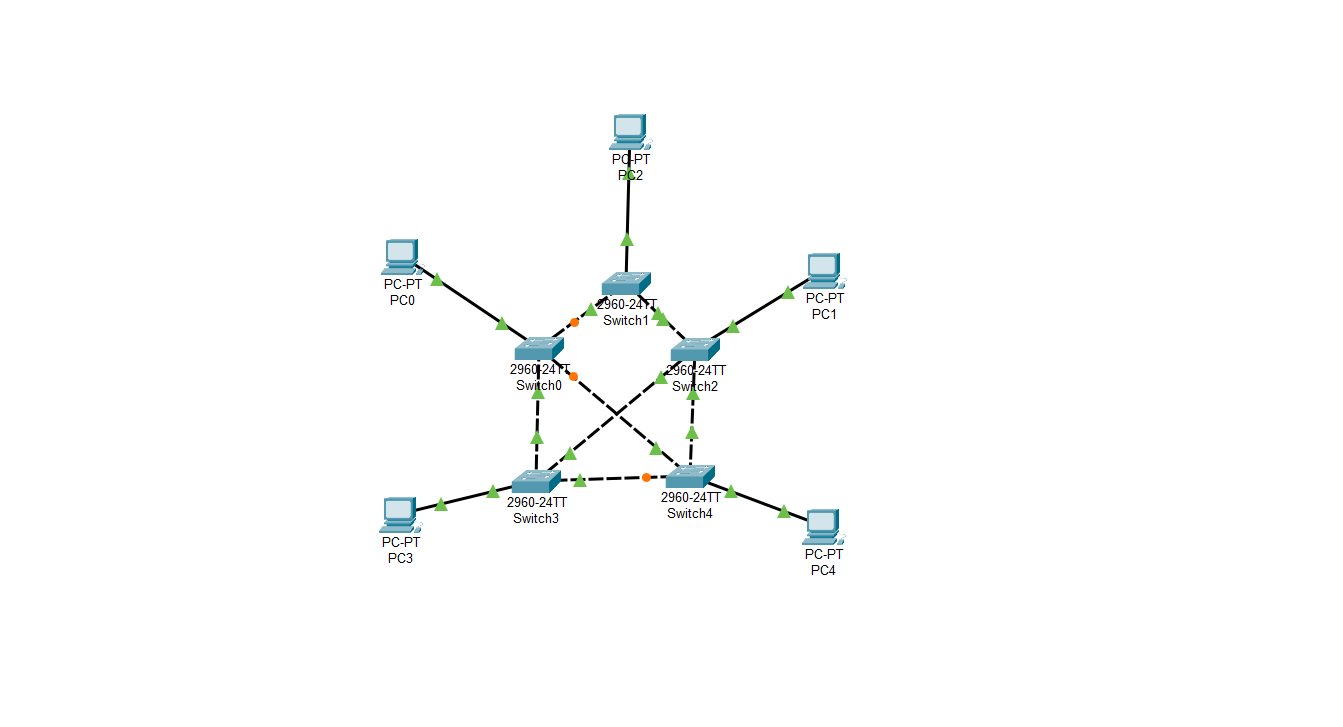 PC-PT
PC2
PC-PT
PC0
PC-PT
PC1
2960-24TT
Switch1
2960-24TT
Switch0
2960-24TT
Switch2
2960-24TT
Switch3
2960-24TT
Switch4
PC-PT
PC3
PC-PT
PC4